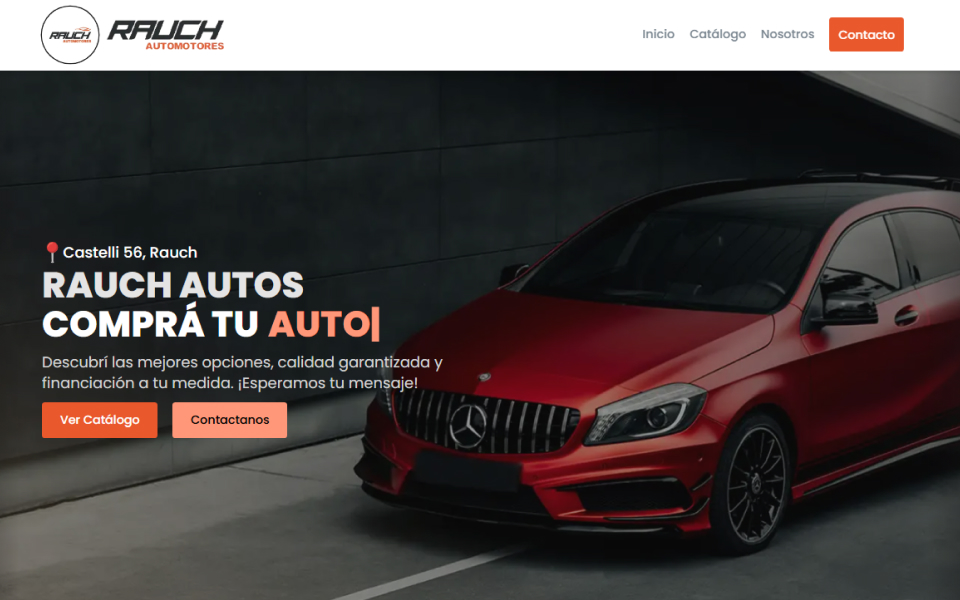 RAUCH
AUTOMOTORES
RAUCH
AUTOMOTORES
Inicio
Catálogo
Nosotros
Contacto
📍Castelli 56, Rauch
RAUCH AUTOS
COMPRÁ TU AUTO|
Descubrí las mejores opciones, calidad garantizada y
financiación a tu medida. ¡Esperamos tu mensaje!
Ver Catálogo
Contactanos